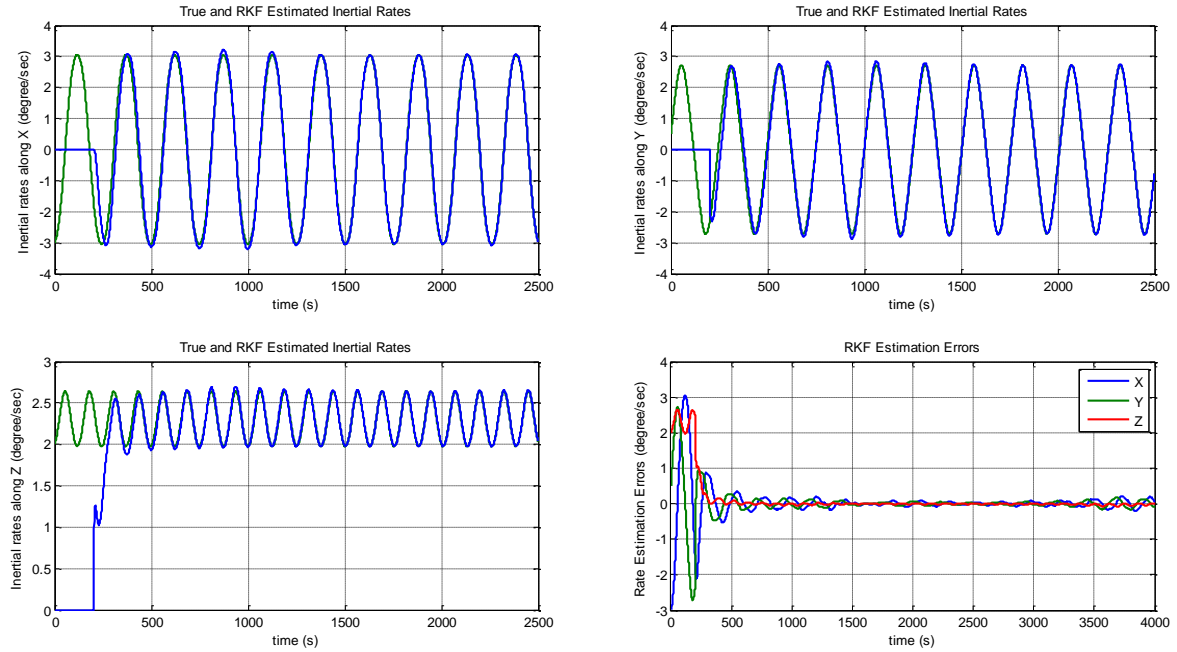 True and RKF Estimated Inertial Rates
4
3
2
1
0
-1
-2
-3
-4
Inertial rates along X (degree/sec)
0 500 1000 1500 2000 2500
time (s)
True and RKF Estimated Inertial Rates
4
3
2
1
0
-1
-2
-3
-4
Inertial rates along Y (degree/sec)
0 500 1000 1500 2000 2500
time (s)
True and RKF Estimated Inertial Rates
3
2.5
2
1.5
1
0.5
0
Inertial rates along Z (degree/sec)
0 500 1000 1500 2000 2500
time (s)
RKF Estimation Errors
4
3
2
1
0
-1
-2
-3
Rate Estimation Errors (degree/sec)
X
Y
Z
0 500 1000 1500 2000 2500 3000 3500 4000
time (s)